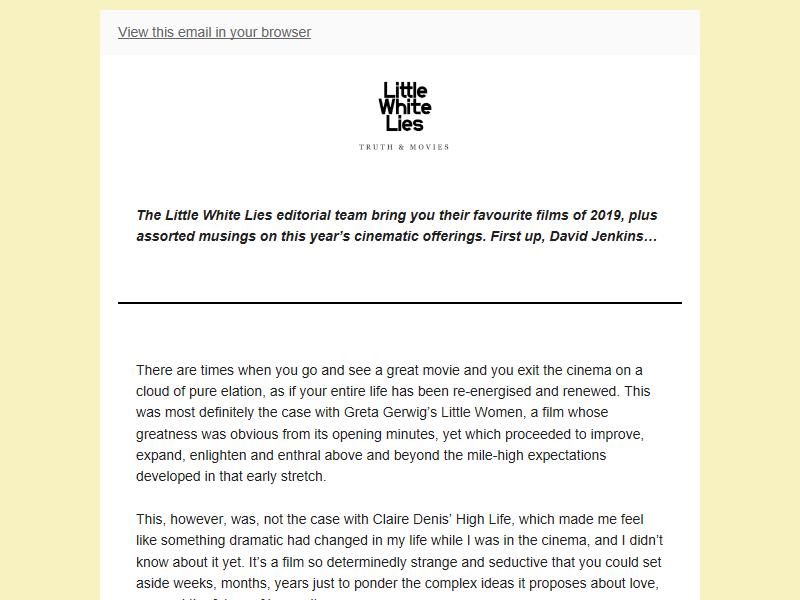 View this email in your browser
Little
White
Lies
TRUTH & MOVIES
The Little White Lies editorial team bring you their favourite films of 2019, plus
assorted musings on this year’s cinematic offerings. First up, David Jenkins…
There are times when you go and see a great movie and you exit the cinema on a
cloud of pure elation, as if your entire life has been re-energised and renewed. This
was most definitely the case with Greta Gerwig’s Little Women, a film whose
greatness was obvious from its opening minutes, yet which proceeded to improve,
expand, enlighten and enthral above and beyond the mile-high expectations
developed in that early stretch.
This, however, was, not the case with Claire Denis’ High Life, which made me feel
like something dramatic had changed in my life while I was in the cinema, and I didn’t
know about it yet. It’s a film so determinedly strange and seductive that you could set
aside weeks, months, years just to ponder the complex ideas it proposes about love,